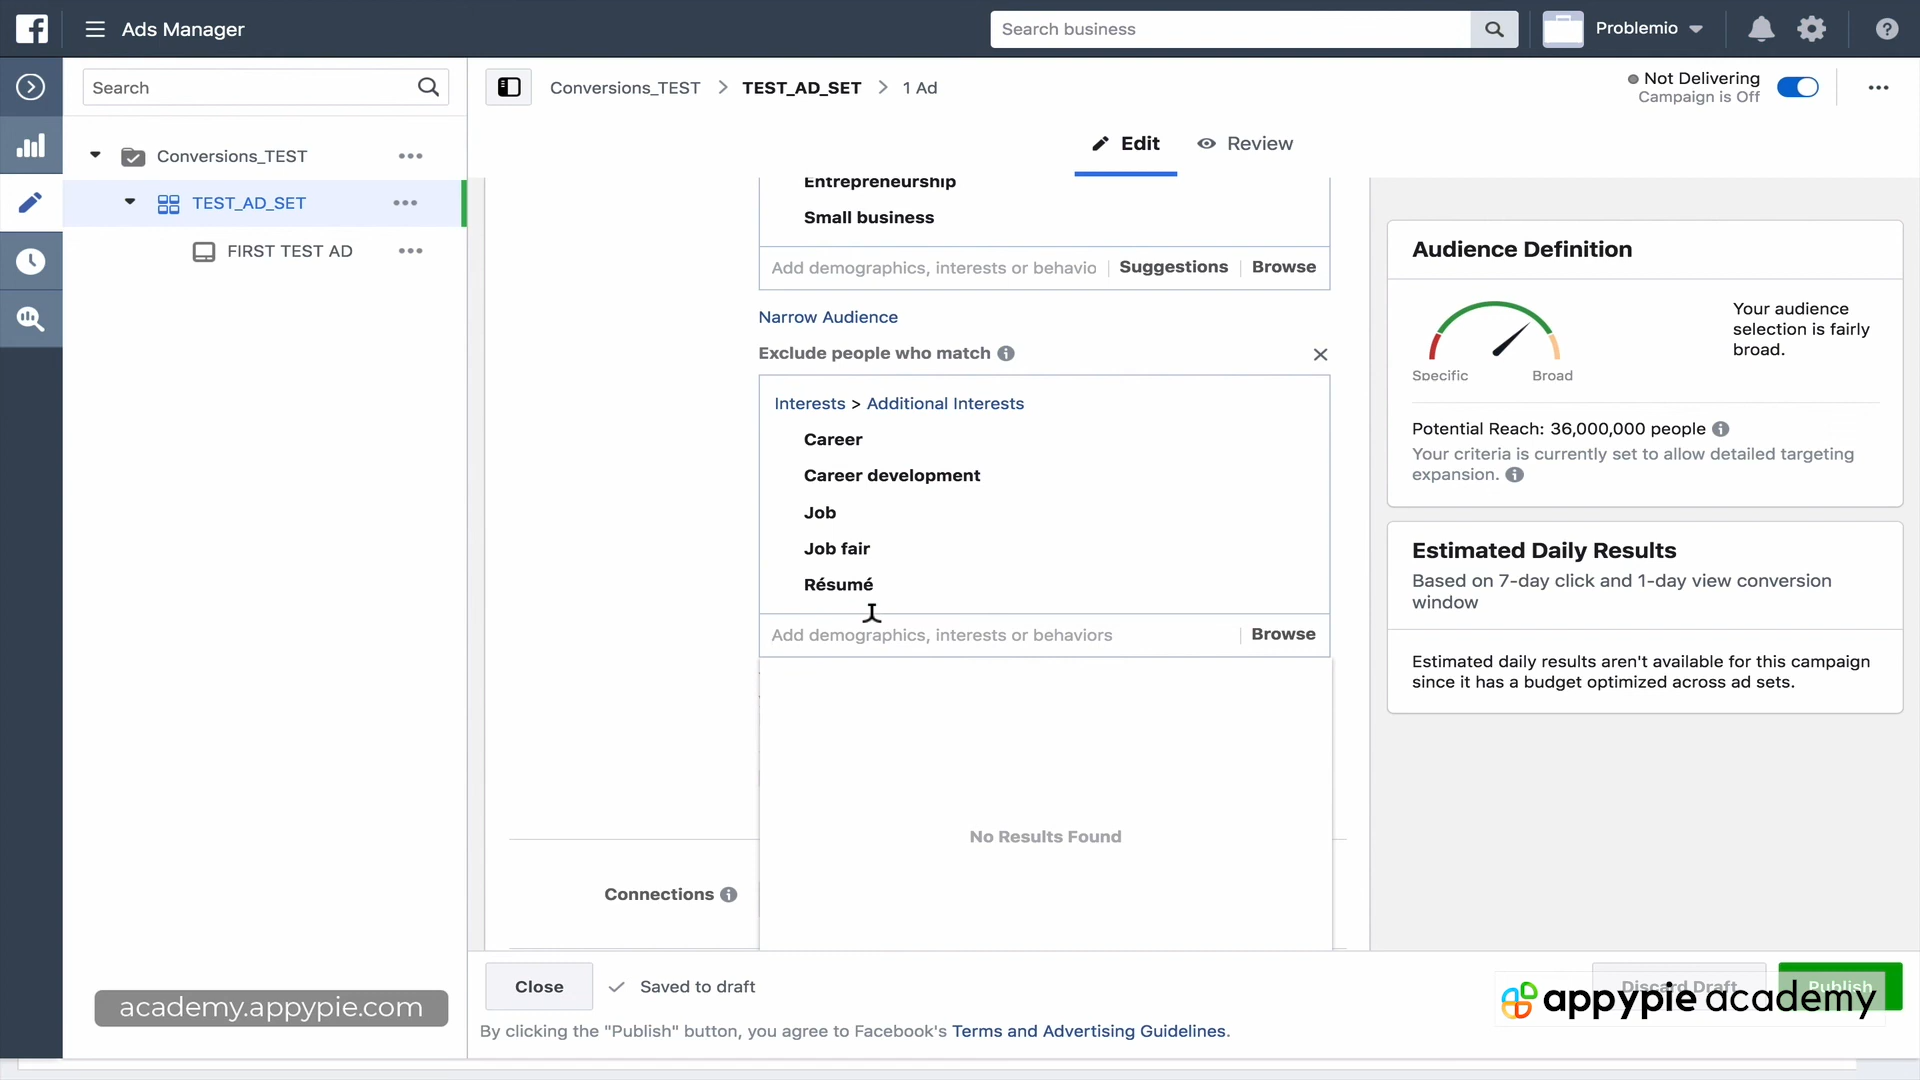 Ads Manager
Search business
Problemio
Search
Conversions_TEST
TEST_AD_SET
FIRST TEST AD
Conversions_TEST > TEST_AD_SET > 1 Ad
Not Delivering
Campaign is Off
Edit
Review
Entrepreneurship
Small business
Add demographics, interests or behavio
Suggestions
Browse
Narrow Audience
Exclude people who match
Interests > Additional Interests
Career
Career development
Job
Job fair
Résumé
Add demographics, interests or behaviors
Browse
No Results Found
Connections
Audience Definition
Your audience
selection is fairly
broad.
Specific
Broad
Potential Reach: 36,000,000 people
Your criteria is currently set to allow detailed targeting
expansion.
Estimated Daily Results
Based on 7-day click and 1-day view conversion
window
Estimated daily results aren't available for this campaign
since it has a budget optimized across ad sets.
Close
Saved to draft
Discard Draft
Publish
By clicking the "Publish" button, you agree to Facebook's Terms and Advertising Guidelines.
academy.appypie.com
appypie academy